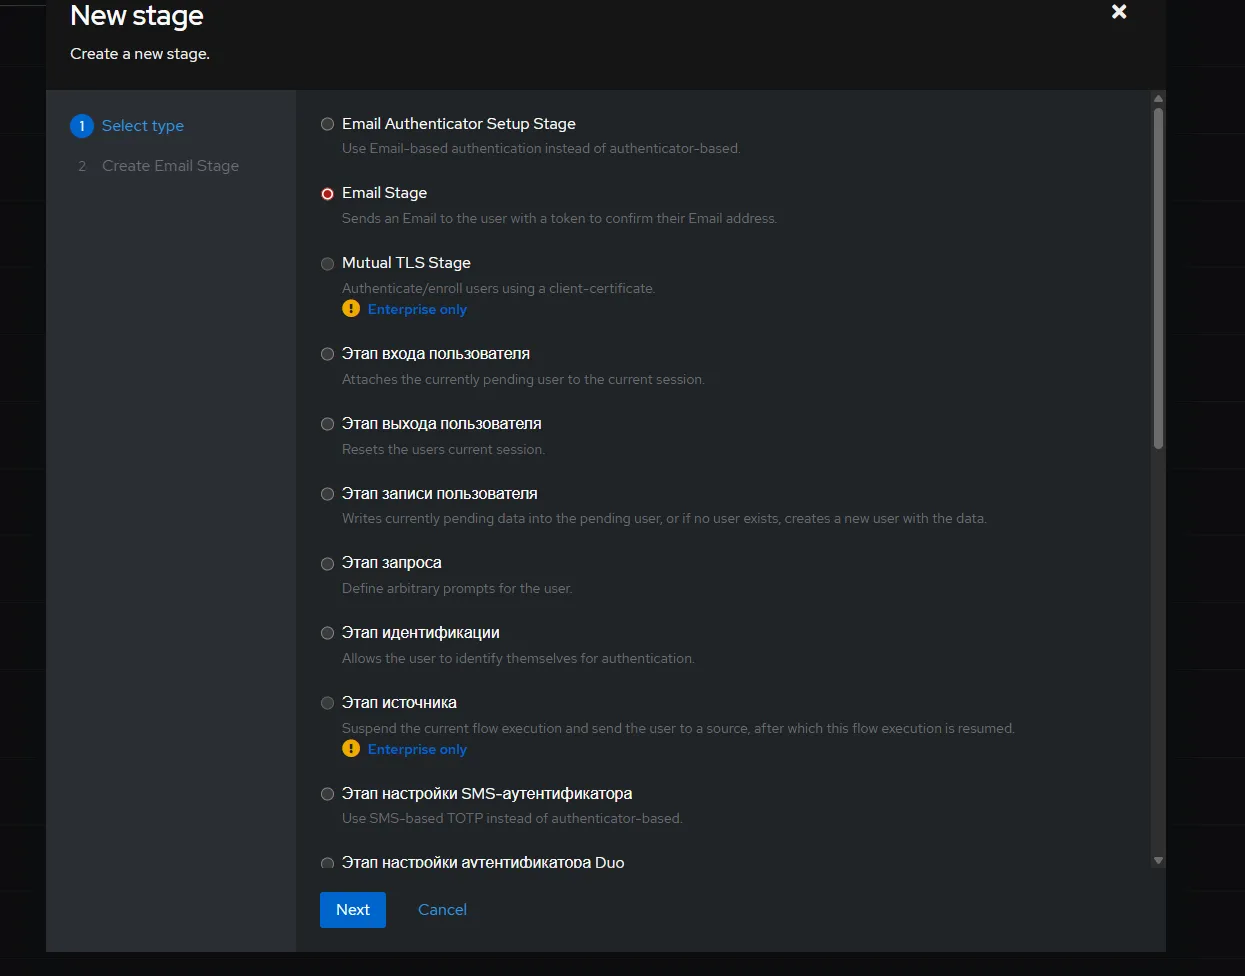 New stage
Create a new stage.
1 Select type
2 Create Email Stage
Email Authenticator Setup Stage
Use Email-based authentication instead of authenticator-based.
Email Stage
Sends an Email to the user with a token to confirm their Email address.
Mutual TLS Stage
Authenticate/enroll users using a client-certificate.
Enterprise only
Этап входа пользователя
Attaches the currently pending user to the current session.
Этап выхода пользователя
Resets the users current session.
Этап записи пользователя
Writes currently pending data into the pending user, or if no user exists, creates a new user with the data.
Этап запроса
Define arbitrary prompts for the user.
Этап идентификации
Allows the user to identify themselves for authentication.
Этап источника
Suspend the current flow execution and send the user to a source, after which this flow execution is resumed.
Enterprise only
Этап настройки SMS-аутентификатора
Use SMS-based TOTP instead of authenticator-based.
Этап настройки аутентификатора Duo
Next
Cancel